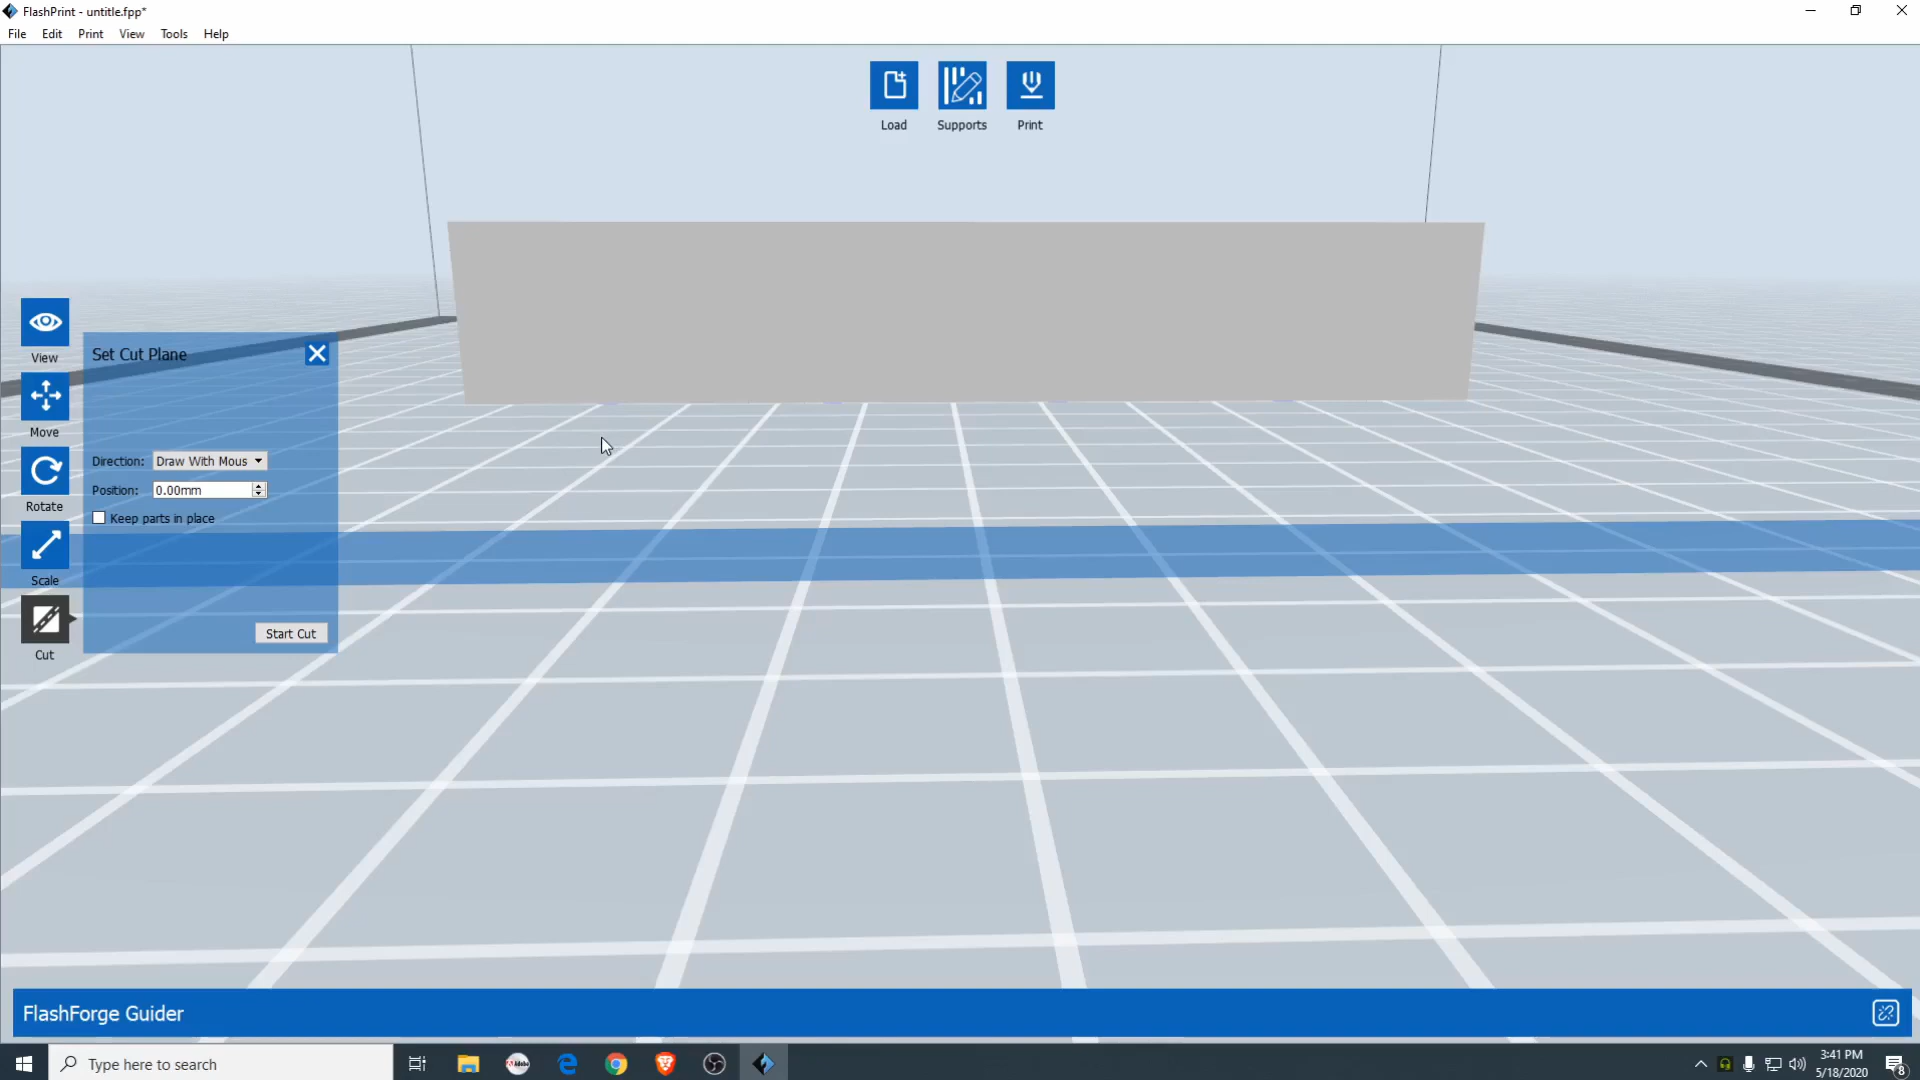 FlashPrint - untitle.fpp*
File Edit Print View Tools Help
Load Supports Print
View
Move
Rotate
Scale
Cut
Set Cut Plane
Direction: Draw With Mous
Position: 0.00mm
Keep parts in place
Start Cut
FlashForge Guider
Type here to search
Adobe
3:41 PM
5/18/2020
8